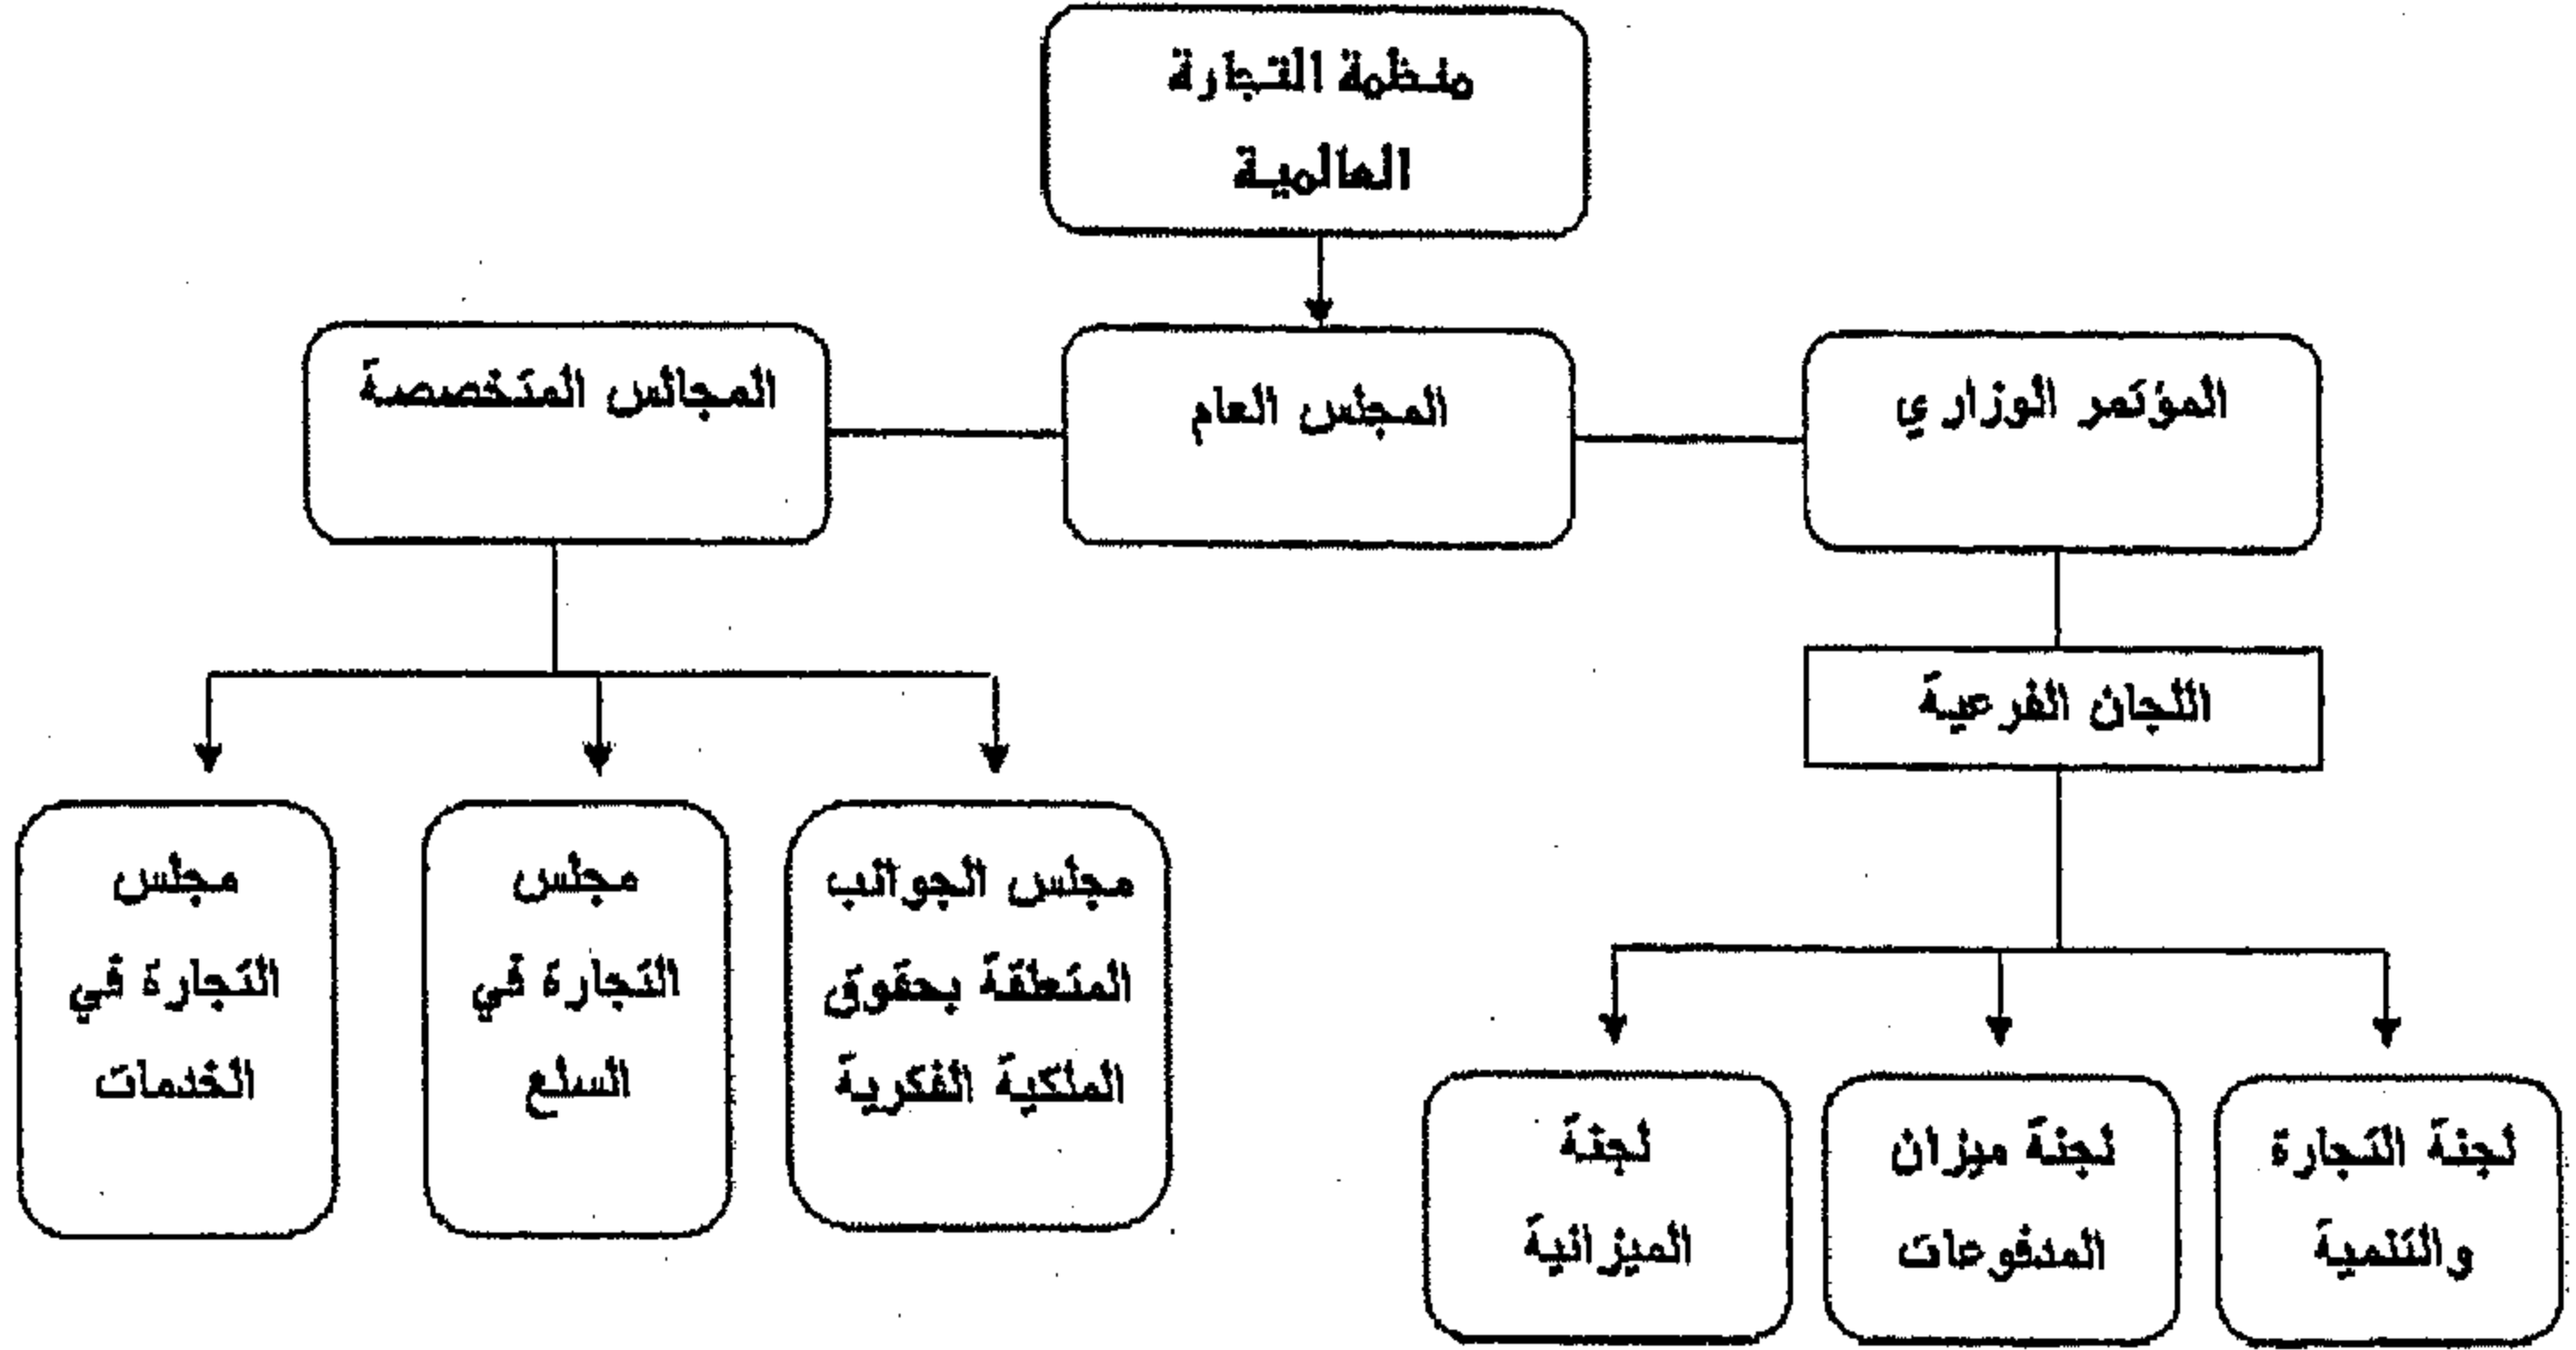 منظمة التجارة
العالمية
المؤتمر الوزاري
المجلس العام
المجالس المتخصصة
اللجان الفرعية
مجلس الجوانب
المتعلقة بحقوق
الملكية الفكرية
مجلس
التجارة في
السلع
مجلس
التجارة في
الخدمات
لجنة التجارة
والتنمية
لجنة ميزان
المدفوعات
لجنة
الميزانية